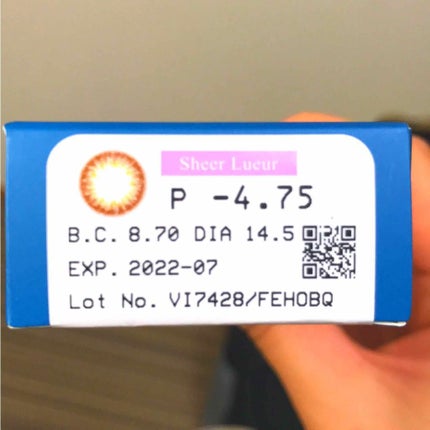 Sheer Lueur
P -4.75
B.C. 8.70 DIA 14.5
EXP. 2022-07
Lot No. VI7428/FEHOBQ